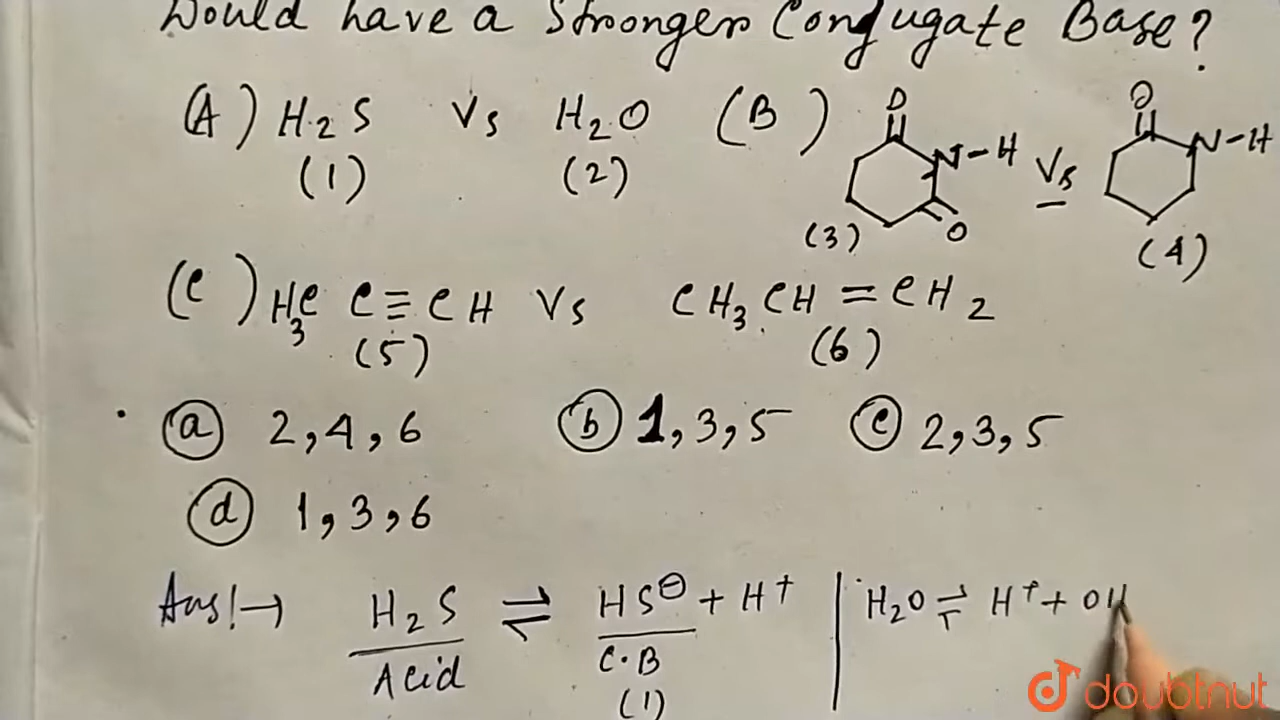 Would have a Stronger Conjugate Base?
(A) H2S Vs H2O (B) O N-H O Vs O N-H
(1) (2) (3) (4)
(C) H3C C≡CH Vs CH3CH=CH2
(5) (6)
(a) 2,4,6 (b) 1,3,5 (c) 2,3,5
(d) 1,3,6
Ans!→ H2S ⇌ HS⊖ + H+ | H2O ⇌ H+ + OH
Acid C.B
(1)
doubtnut